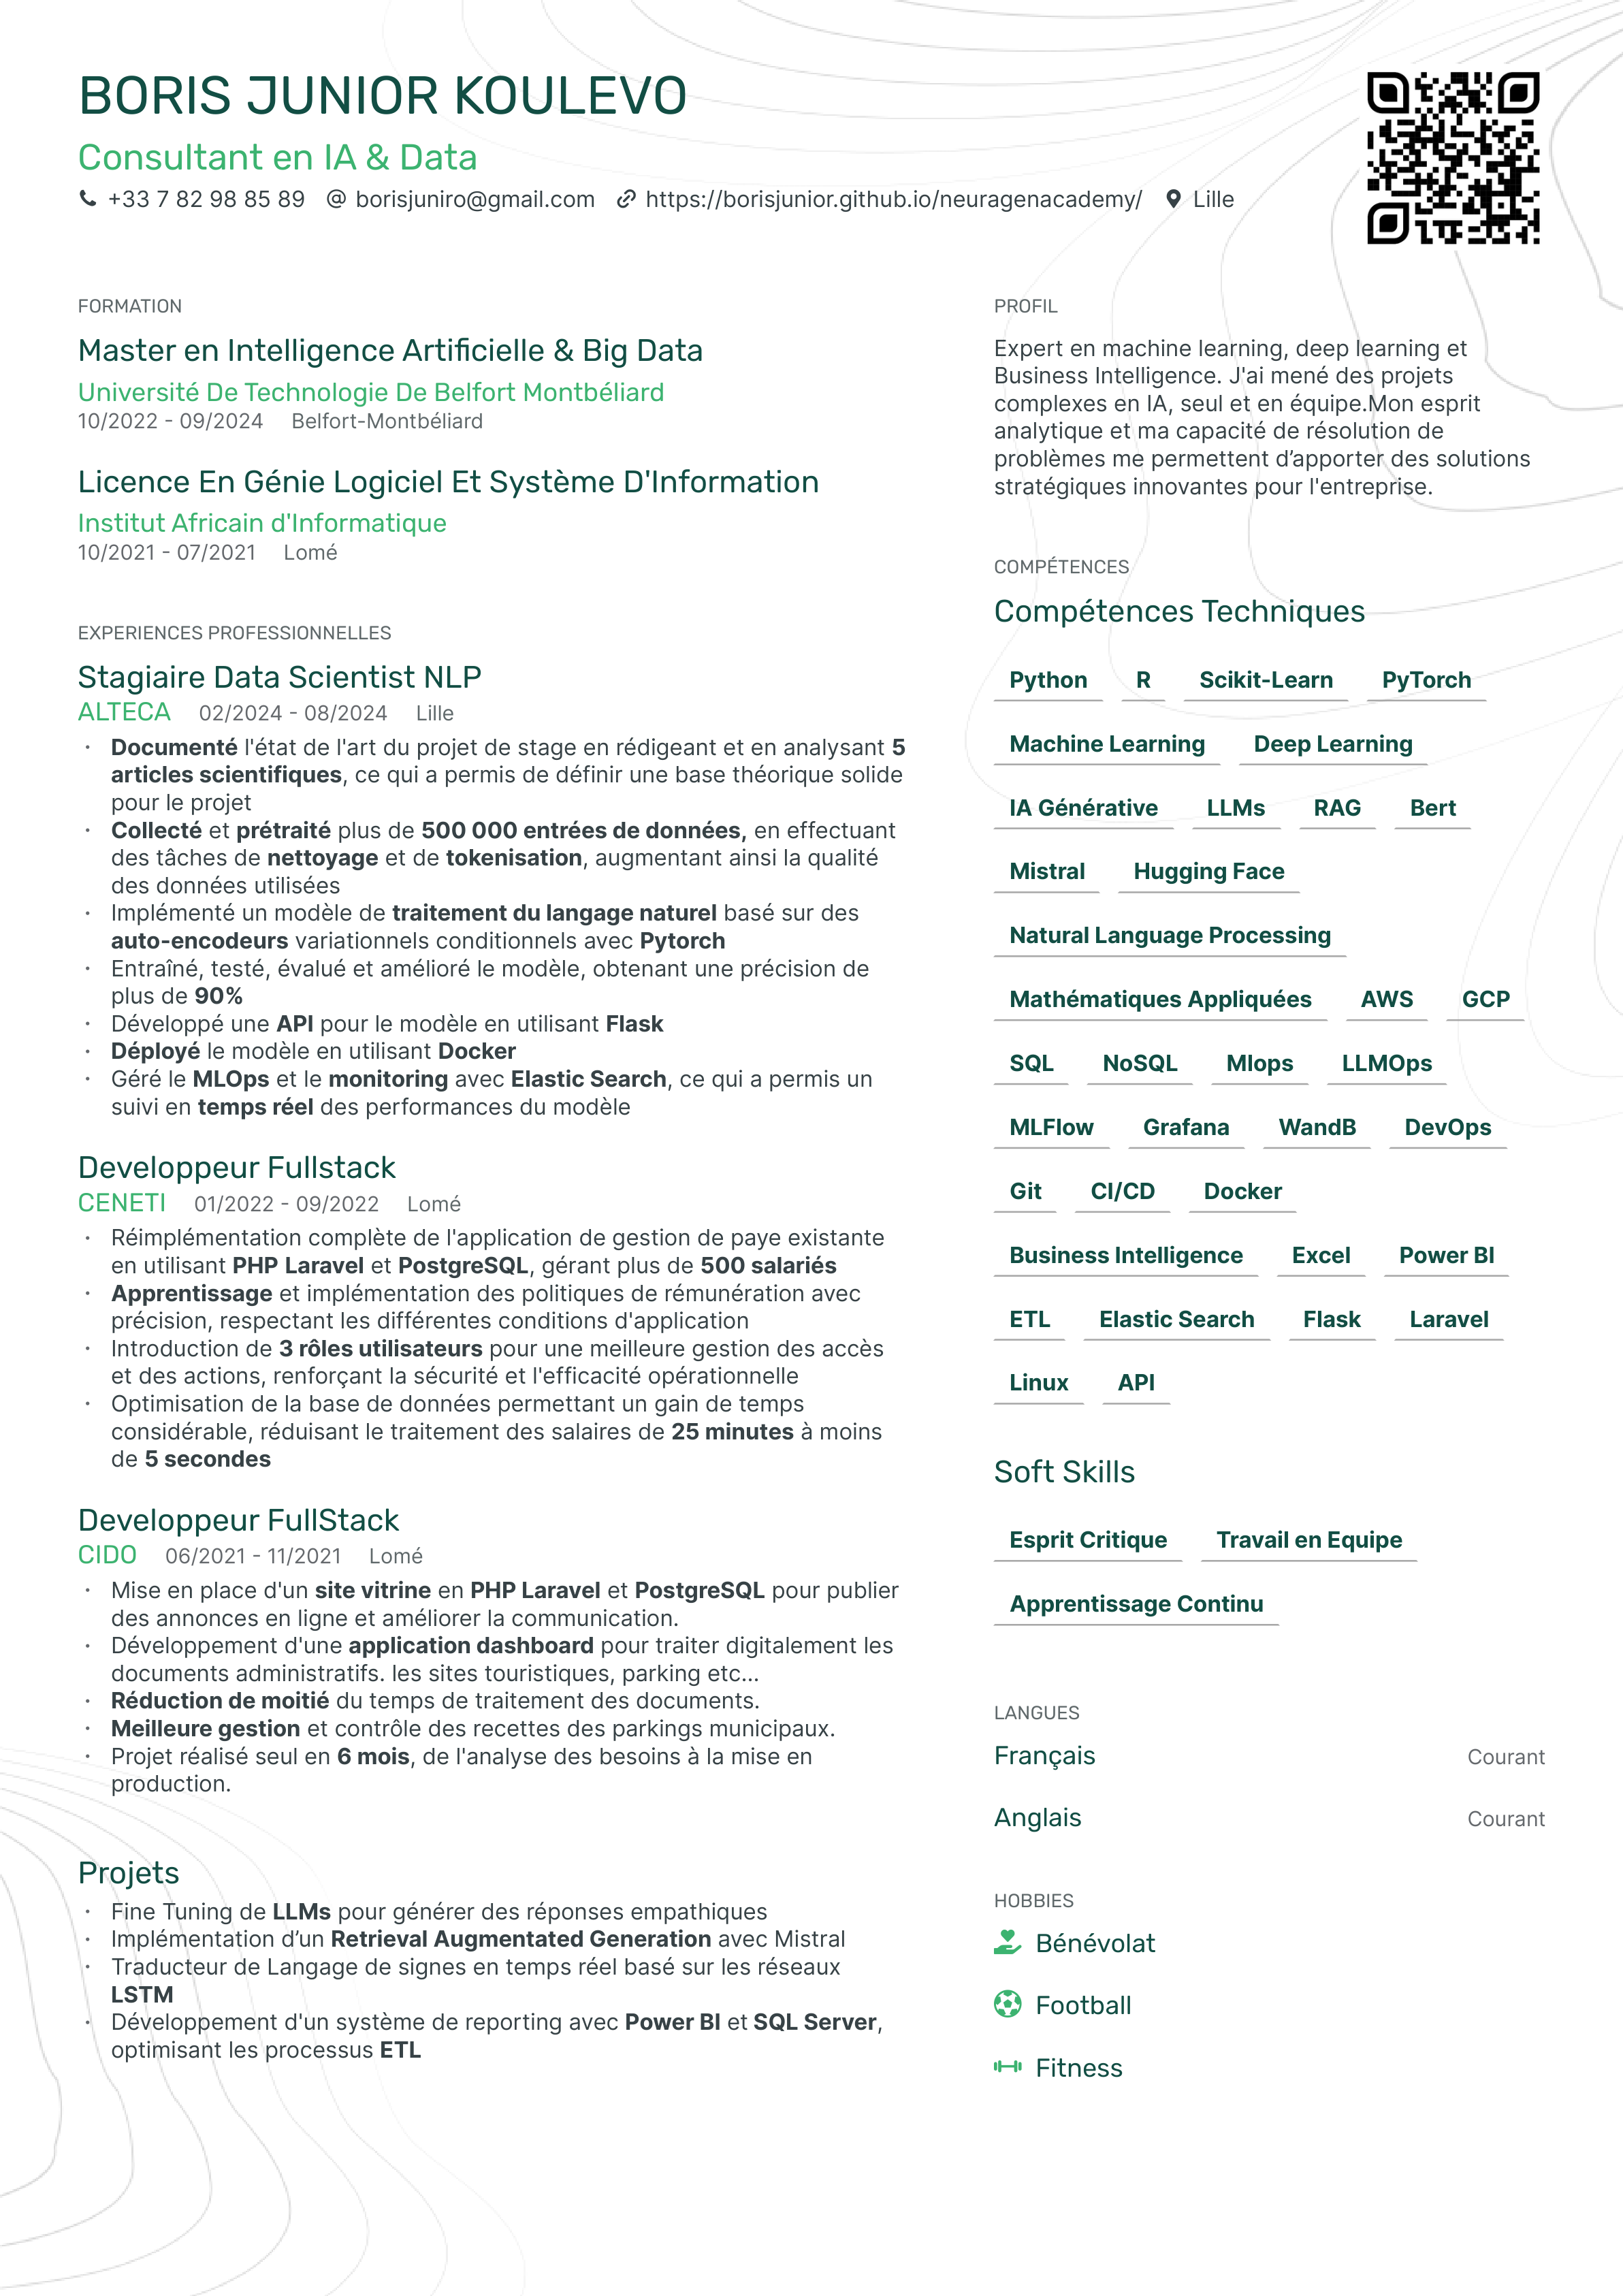 BORIS JUNIOR KOULEVO
Consultant en IA & Data
+33 7 82 98 85 89 @ borisjuniro@gmail.com https://borisjunior.github.io/neuragenacademy/ Lille
FORMATION
Master en Intelligence Artificielle & Big Data
Université De Technologie De Belfort Montbéliard
10/2022 - 09/2024 Belfort-Montbéliard
Licence En Génie Logiciel Et Système D'Information
Institut Africain d'Informatique
10/2021 - 07/2021 Lomé
EXPERIENCES PROFESSIONNELLES
Stagiaire Data Scientist NLP
ALTECA 02/2024 - 08/2024 Lille
· Documenté l'état de l'art du projet de stage en rédigeant et en analysant 5
articles scientifiques, ce qui a permis de définir une base théorique solide
pour le projet
· Collecté et prétraité plus de 500 000 entrées de données, en effectuant
des tâches de nettoyage et de tokenisation, augmentant ainsi la qualité
des données utilisées
· Implémenté un modèle de traitement du langage naturel basé sur des
auto-encodeurs variationnels conditionnels avec Pytorch
· Entraîné, testé, évalué et amélioré le modèle, obtenant une précision de
plus de 90%
· Développé une API pour le modèle en utilisant Flask
· Déployé le modèle en utilisant Docker
· Géré le MLOps et le monitoring avec Elastic Search, ce qui a permis un
suivi en temps réel des performances du modèle
Developpeur Fullstack
CENETI 01/2022 - 09/2022 Lomé
· Réimplémentation complète de l'application de gestion de paye existante
en utilisant PHP Laravel et PostgreSQL, gérant plus de 500 salariés
· Apprentissage et implémentation des politiques de rémunération avec
précision, respectant les différentes conditions d'application
· Introduction de 3 rôles utilisateurs pour une meilleure gestion des accès
et des actions, renforçant la sécurité et l'efficacité opérationnelle
· Optimisation de la base de données permettant un gain de temps
considérable, réduisant le traitement des salaires de 25 minutes à moins
de 5 secondes
Developpeur FullStack
CIDO 06/2021 - 11/2021 Lomé
· Mise en place d'un site vitrine en PHP Laravel et PostgreSQL pour publier
des annonces en ligne et améliorer la communication.
· Développement d'une application dashboard pour traiter digitalement les
documents administratifs. les sites touristiques, parking etc...
· Réduction de moitié du temps de traitement des documents.
· Meilleure gestion et contrôle des recettes des parkings municipaux.
· Projet réalisé seul en 6 mois, de l'analyse des besoins à la mise en
production.
Projets
· Fine Tuning de LLMs pour générer des réponses empathiques
· Implémentation d’un Retrieval Augmentated Generation avec Mistral
· Traducteur de Langage de signes en temps réel basé sur les réseaux
LSTM
· Développement d'un système de reporting avec Power BI et SQL Server,
optimisant les processus ETL
PROFIL
Expert en machine learning, deep learning et
Business Intelligence. J'ai mené des projets
complexes en IA, seul et en équipe.Mon esprit
analytique et ma capacité de résolution de
problèmes me permettent d’apporter des solutions
stratégiques innovantes pour l'entreprise.
COMPÉTENCES
Compétences Techniques
Python R Scikit-Learn PyTorch
Machine Learning Deep Learning
IA Générative LLMs RAG Bert
Mistral Hugging Face
Natural Language Processing
Mathématiques Appliquées AWS GCP
SQL NoSQL Mlops LLMOps
MLFlow Grafana WandB DevOps
Git CI/CD Docker
Business Intelligence Excel Power BI
ETL Elastic Search Flask Laravel
Linux API
Soft Skills
Esprit Critique Travail en Equipe
Apprentissage Continu
LANGUES
Français Courant
Anglais Courant
HOBBIES
Bénévolat
Football
Fitness